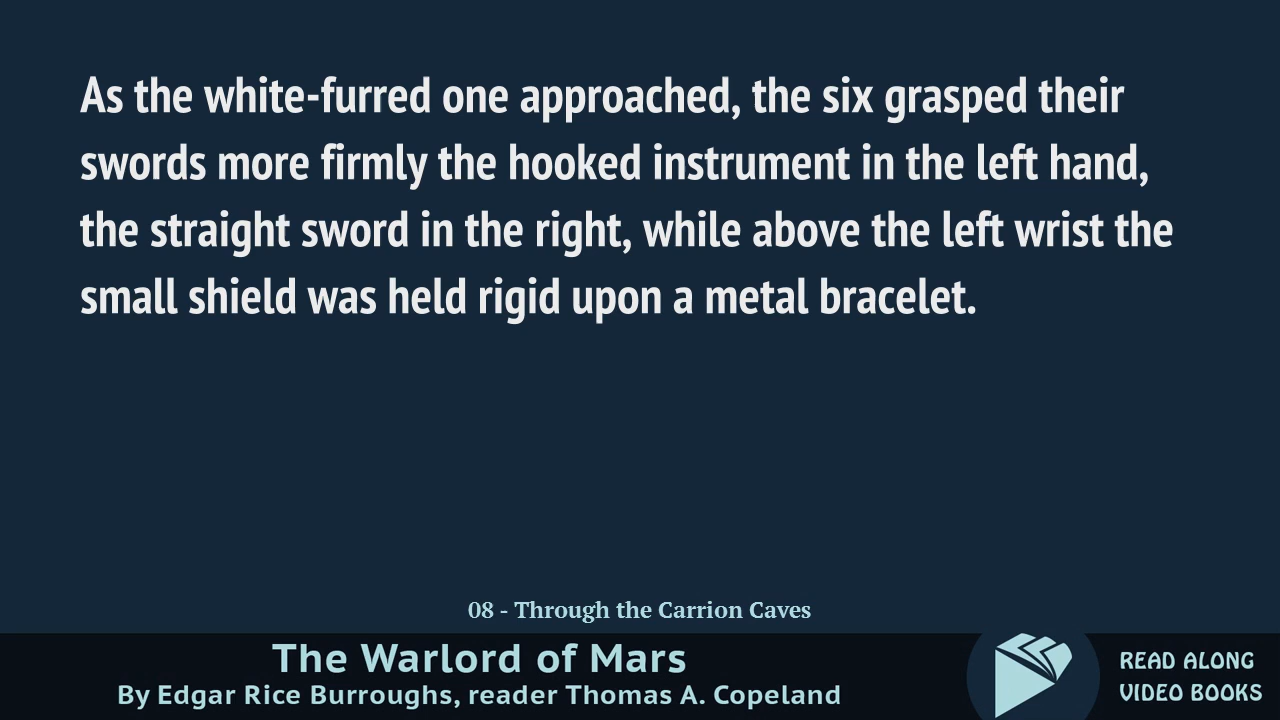 As the white-furred one approached, the six grasped their
swords more firmly the hooked instrument in the left hand,
the straight sword in the right, while above the left wrist the
small shield was held rigid upon a metal bracelet.
08 - Through the Carrion Caves
The Warlord of Mars
By Edgar Rice Burroughs, reader Thomas A. Copeland
READ ALONG
VIDEO BOOKS